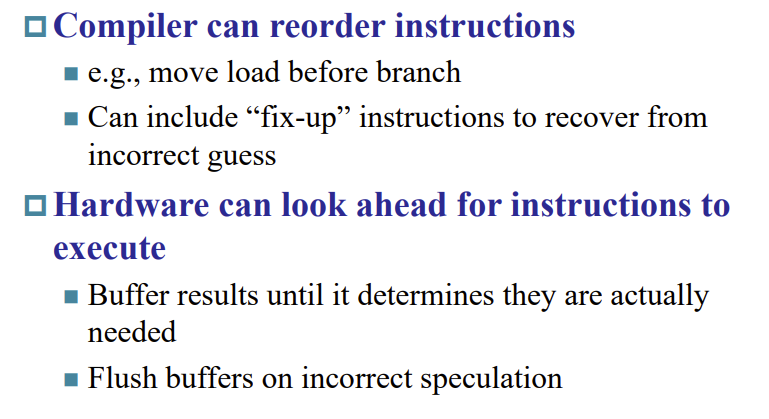 Compiler can reorder instructions
e.g., move load before branch
Can include “fix-up” instructions to recover from
incorrect guess
Hardware can look ahead for instructions to
execute
Buffer results until it determines they are actually
needed
Flush buffers on incorrect speculation